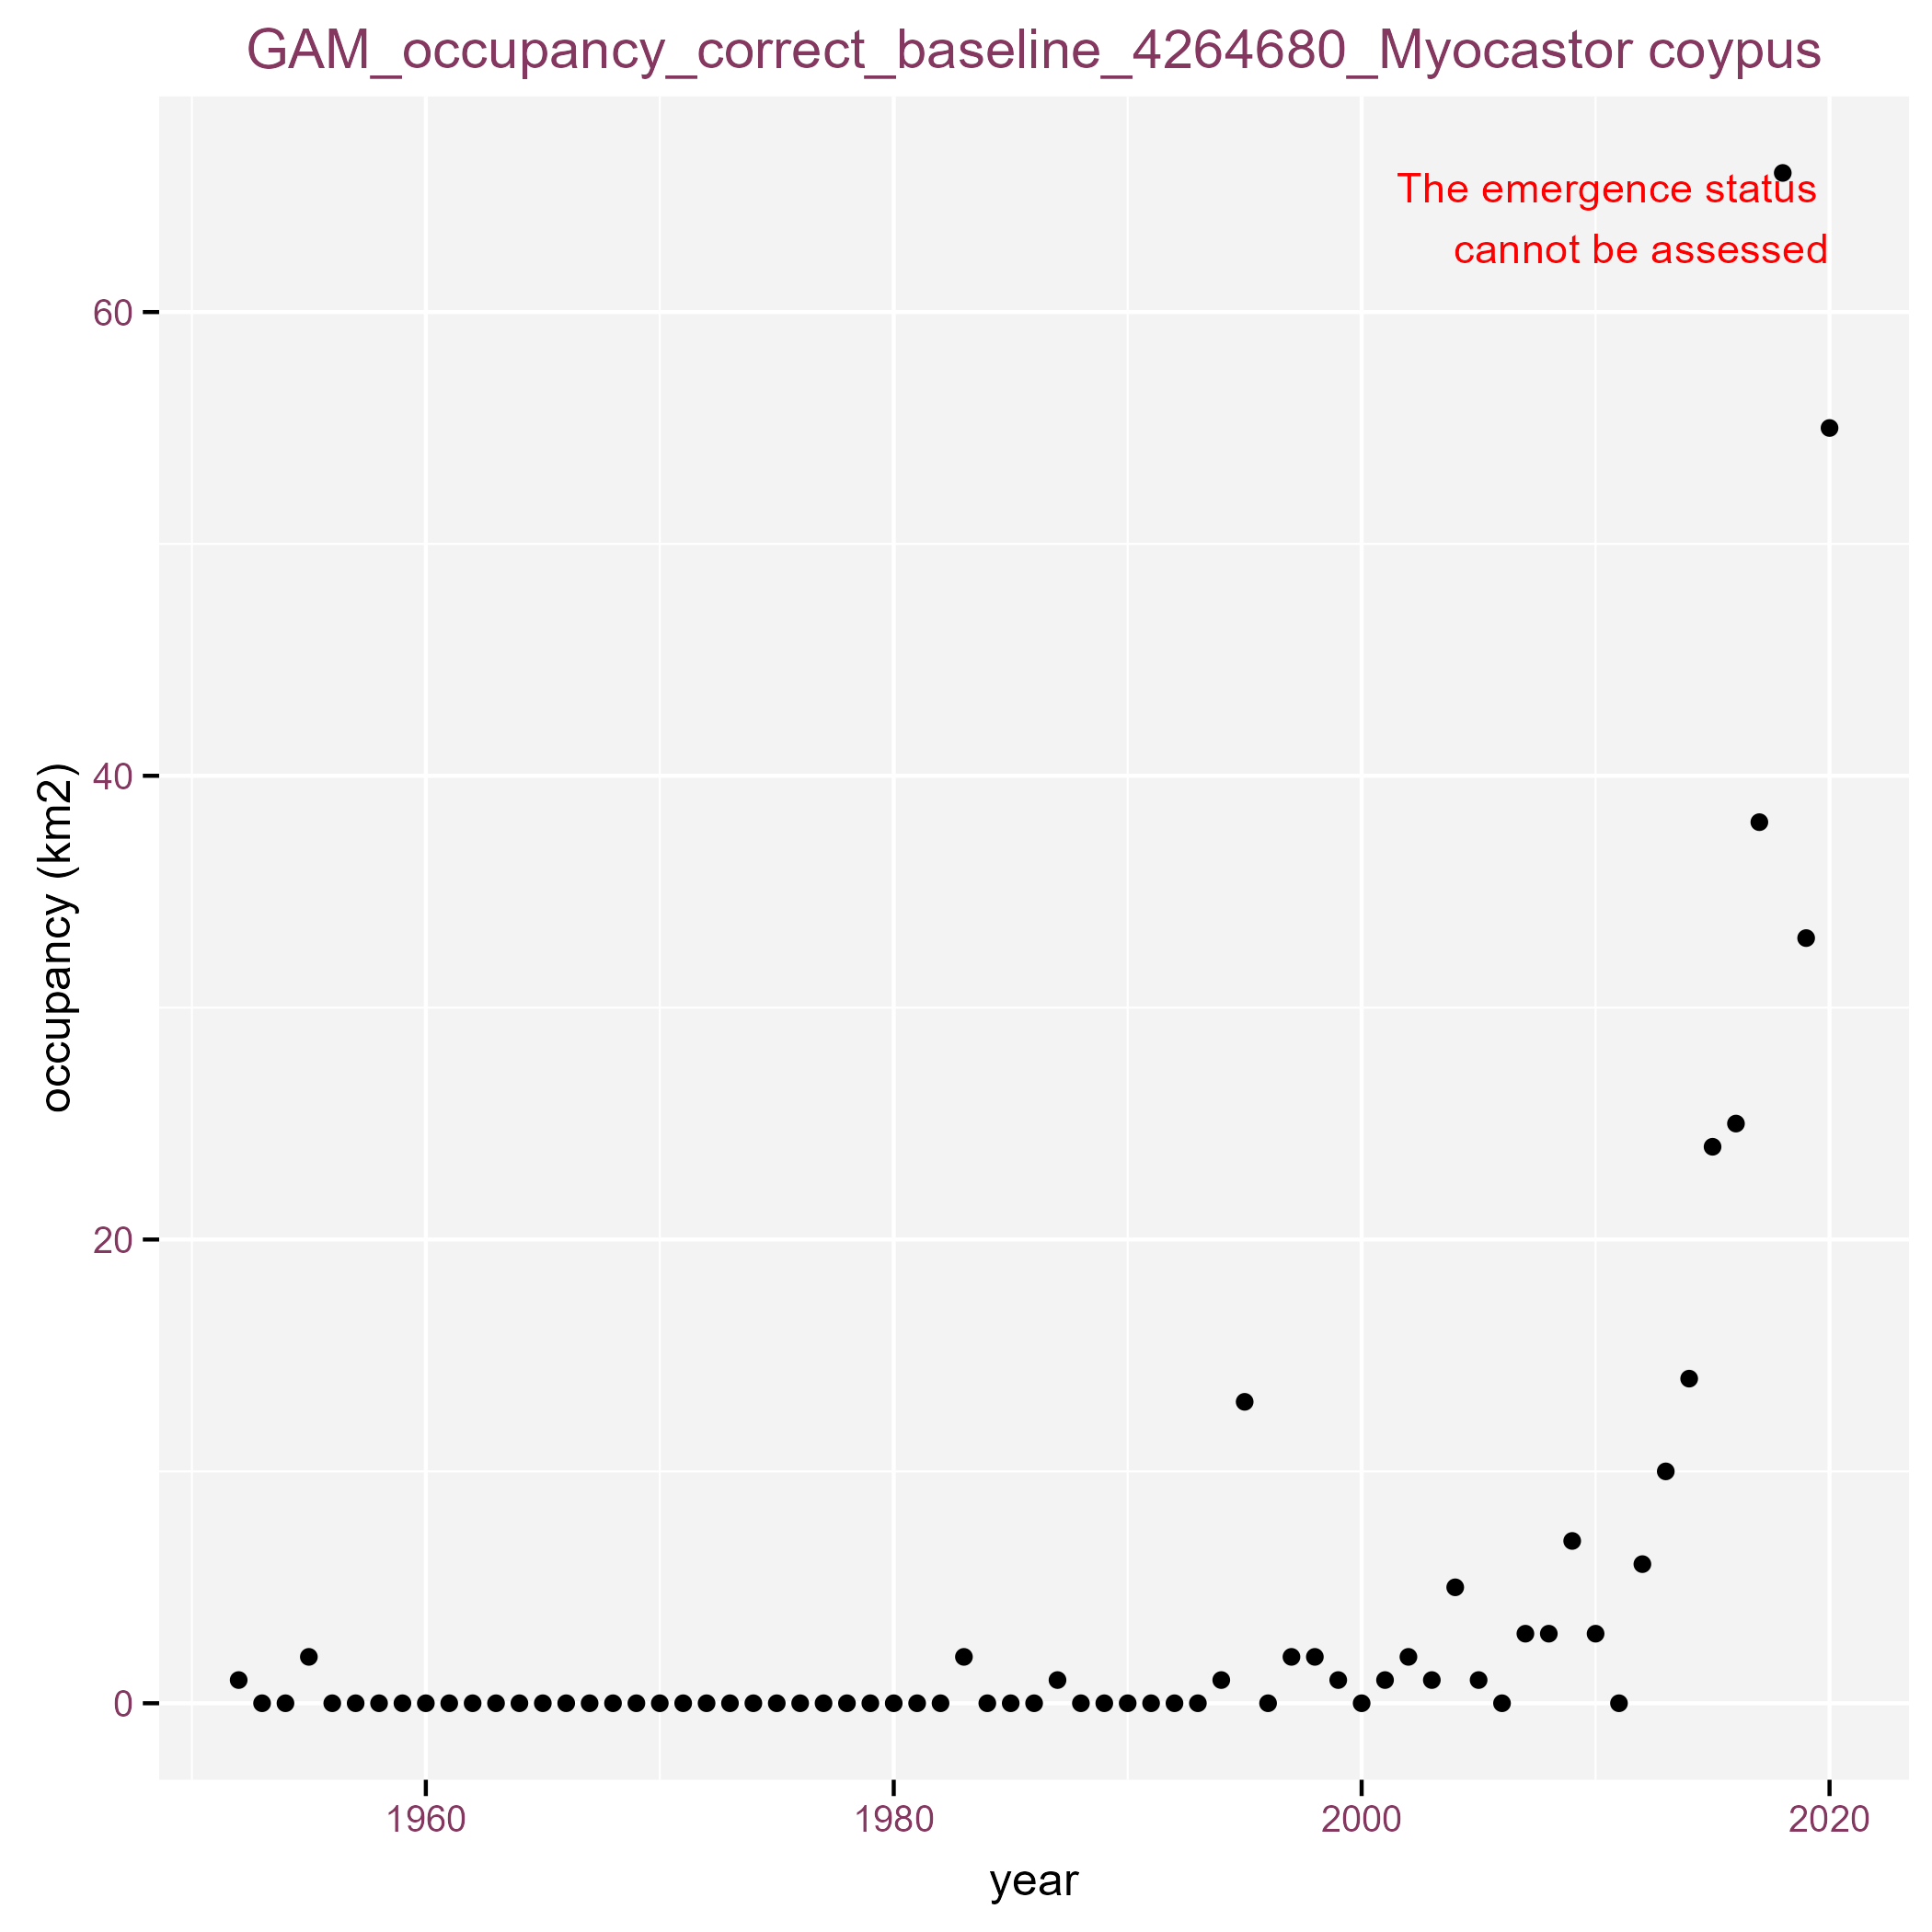 GAM_occupancy_correct_baseline_4264680_Myocastor coypus
The emergence status
cannot be assessed
60
40
20
0
occupancy (km2)
1960 1980 2000 2020
year